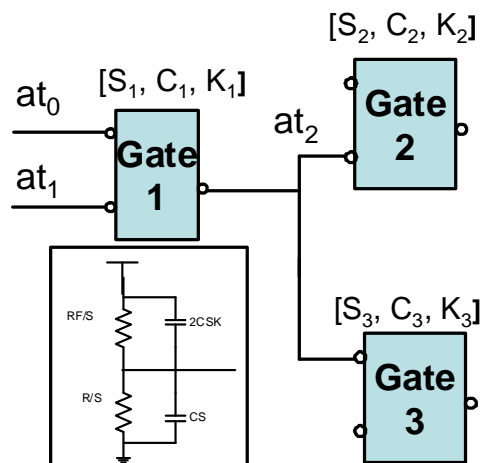 [S₂, C₂, K₂]
[S₁, C₁, K₁]
at₀
Gate 2
at₂
Gate 1
at₁
[S₃, C₃, K₃]
RF/S
2CSK
Gate 3
R/S
CS